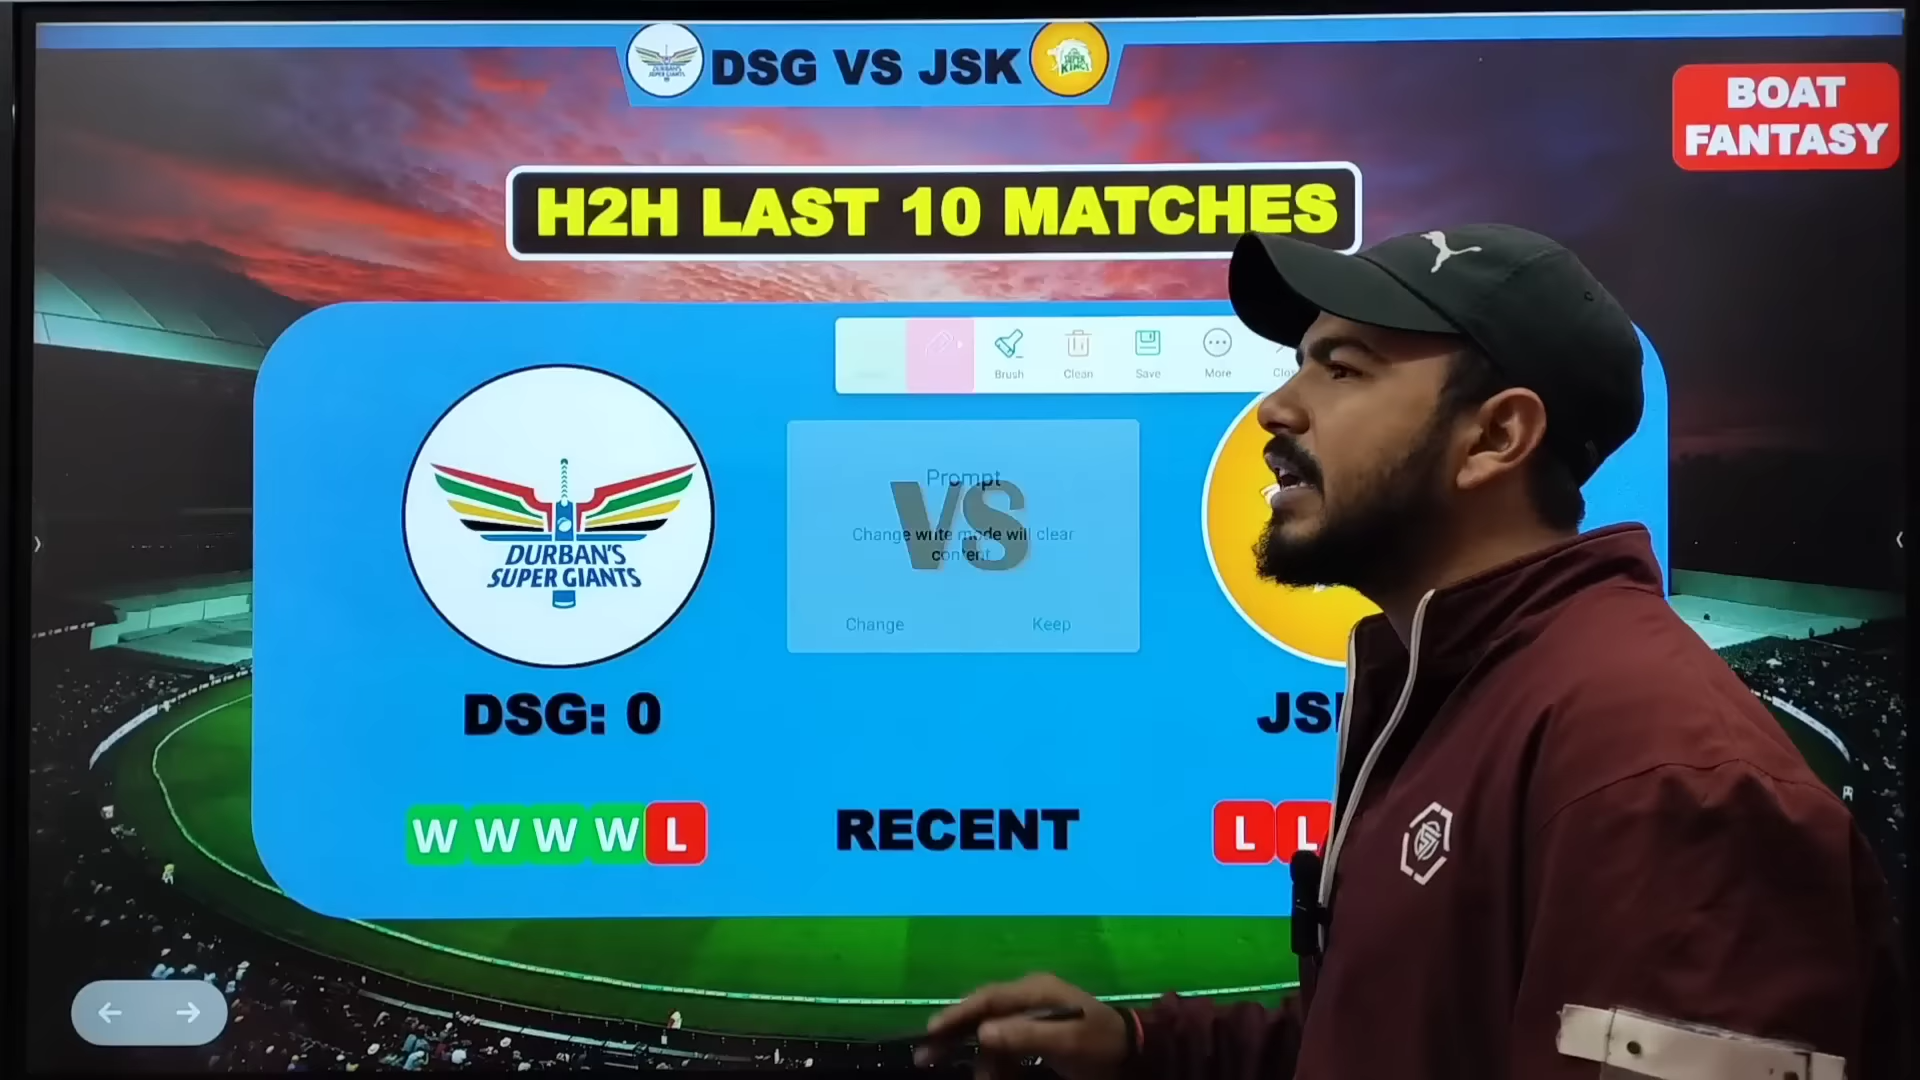 DSG VS JSK
BOAT
FANTASY
H2H LAST 10 MATCHES
Brush
Clean
Save
More
Prompt
VS
Change write mode will clear
content
Change
Keep
DURBAN'S
SUPER GIANTS
DSG: 0
W W W W L
RECENT
L L